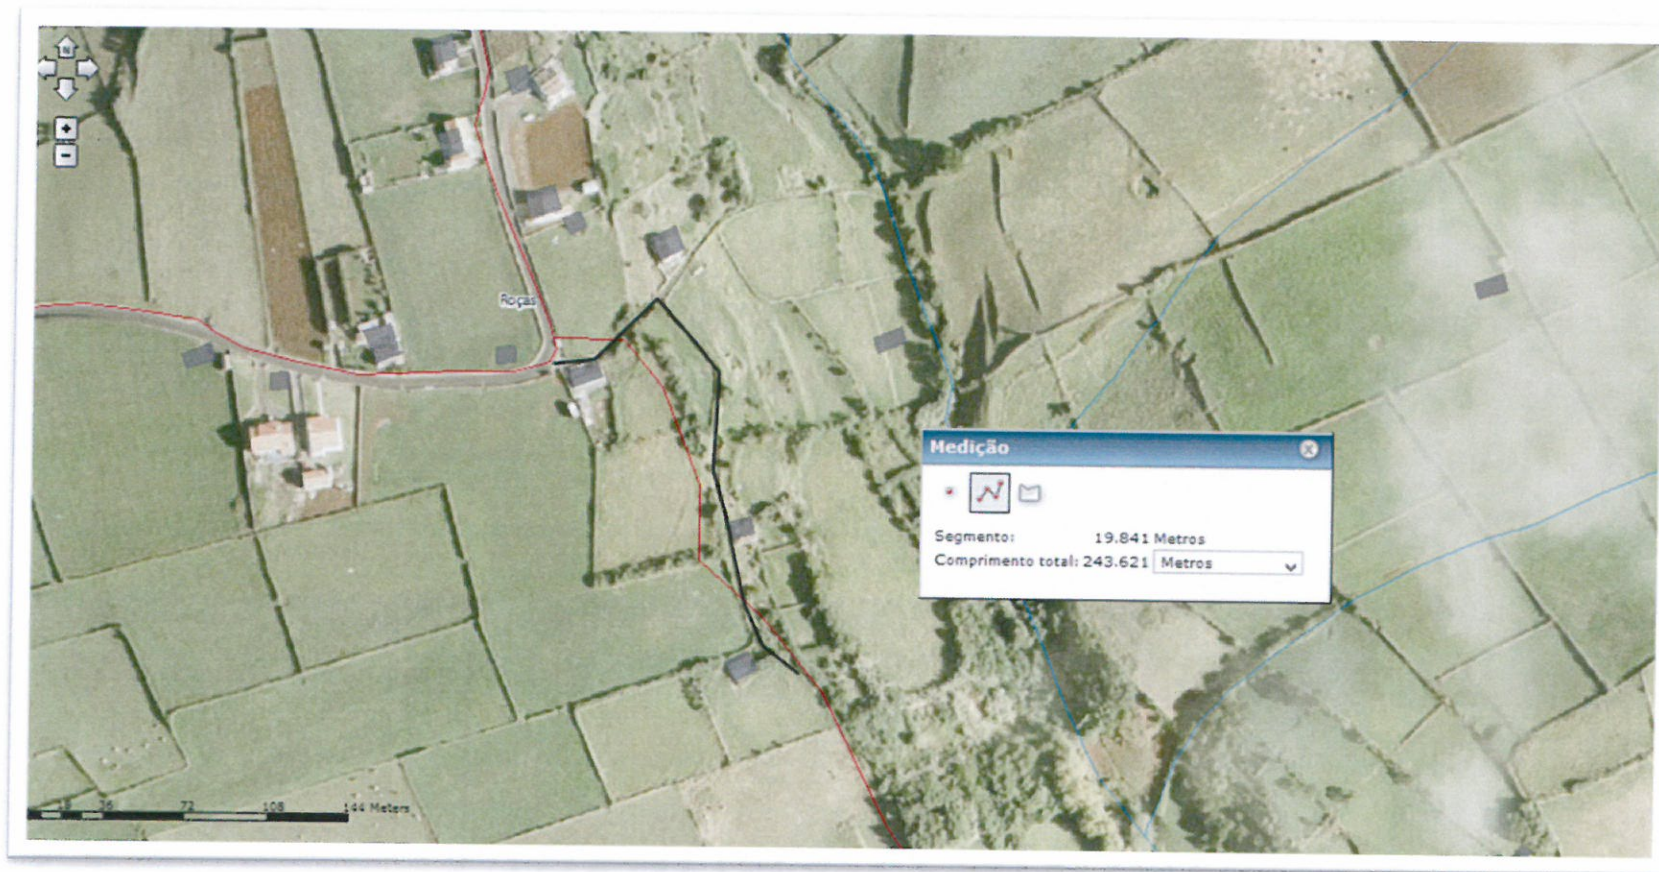 N
+
-
Roças
Medição
Segmento: 19.841 Metros
Comprimento total: 243.621 Metros
18 36 72 108 144 Meters